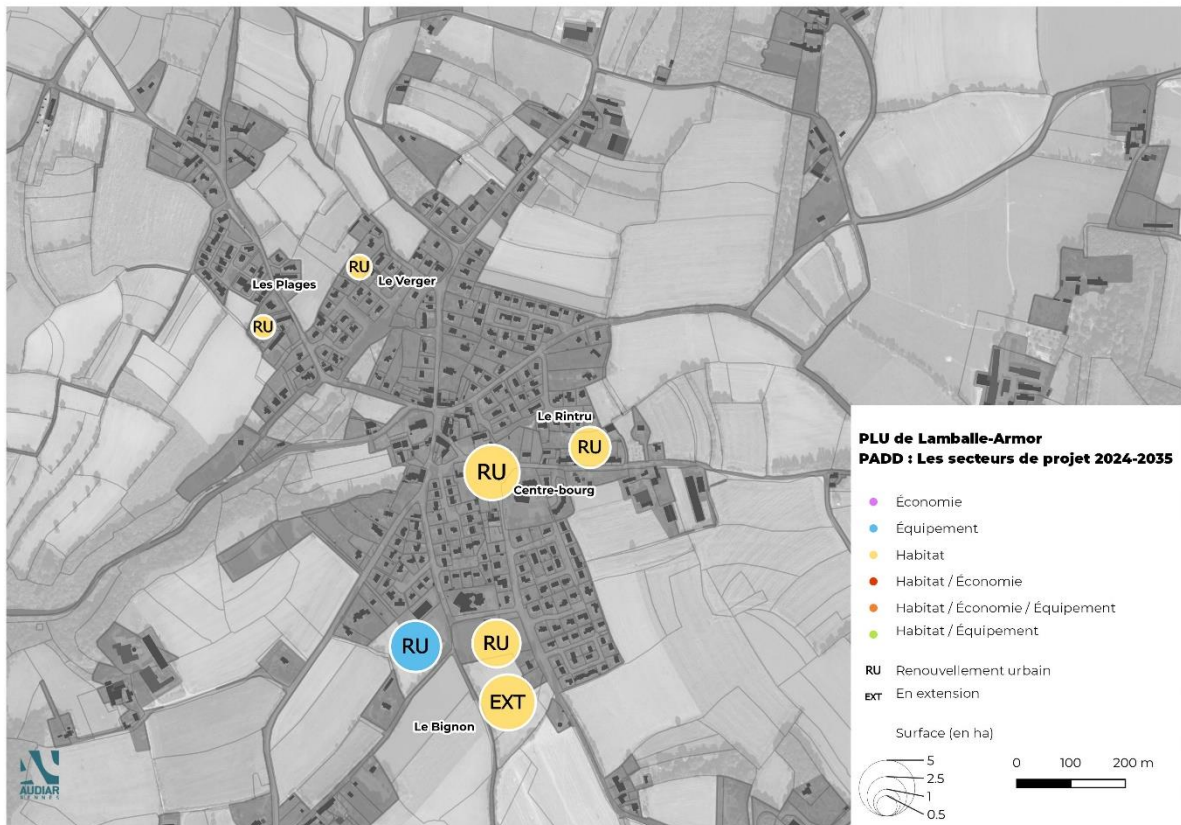 RU
Le Verger
Les Plages
RU
Le Rintru
RU
RU
Centre-bourg
RU
RU
EXT
Le Bignon
AUDIAR
RENNES
PLU de Lamballe-Armor
PADD : Les secteurs de projet 2024-2035
Économie
Équipement
Habitat
Habitat / Économie
Habitat / Économie / Équipement
Habitat / Équipement
RU Renouvellement urbain
EXT En extension
Surface (en ha)
5
2.5
1
0.5
0 100 200 m